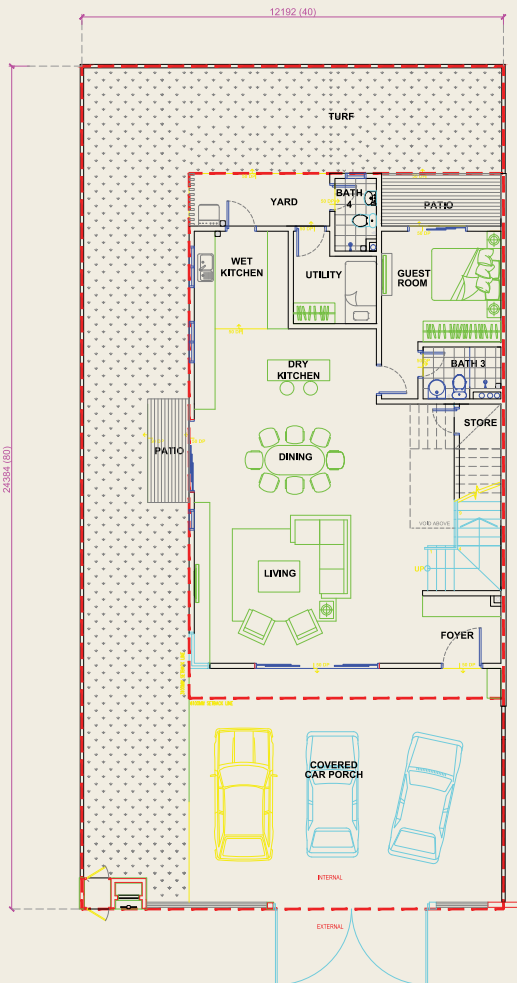 12192 (40)
TURF
BATH
4
YARD
PATIO
WET
KITCHEN
UTILITY
GUEST
ROOM
DRY
KITCHEN
BATH 3
STORE
PATIO
DINING
24384 (80)
VOID ABOVE
UP
LIVING
FOYER
COVERED
CAR PORCH
INTERNAL
EXTERNAL